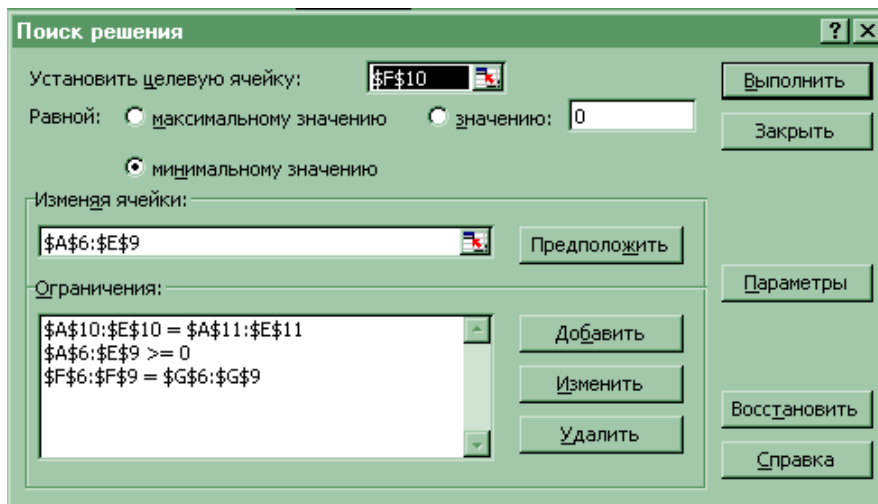 Поиск решения
Установить целевую ячейку: $F$10
Выполнить
Равной: максимальному значению значению: 0
Закрыть
минимальному значению
Изменяя ячейки:
$A$6:$E$9
Предположить
Ограничения:
Параметры
$A$10:$E$10 = $A$11:$E$11
$A$6:$E$9 >= 0
$F$6:$F$9 = $G$6:$G$9
Добавить
Изменить
Удалить
Восстановить
Справка